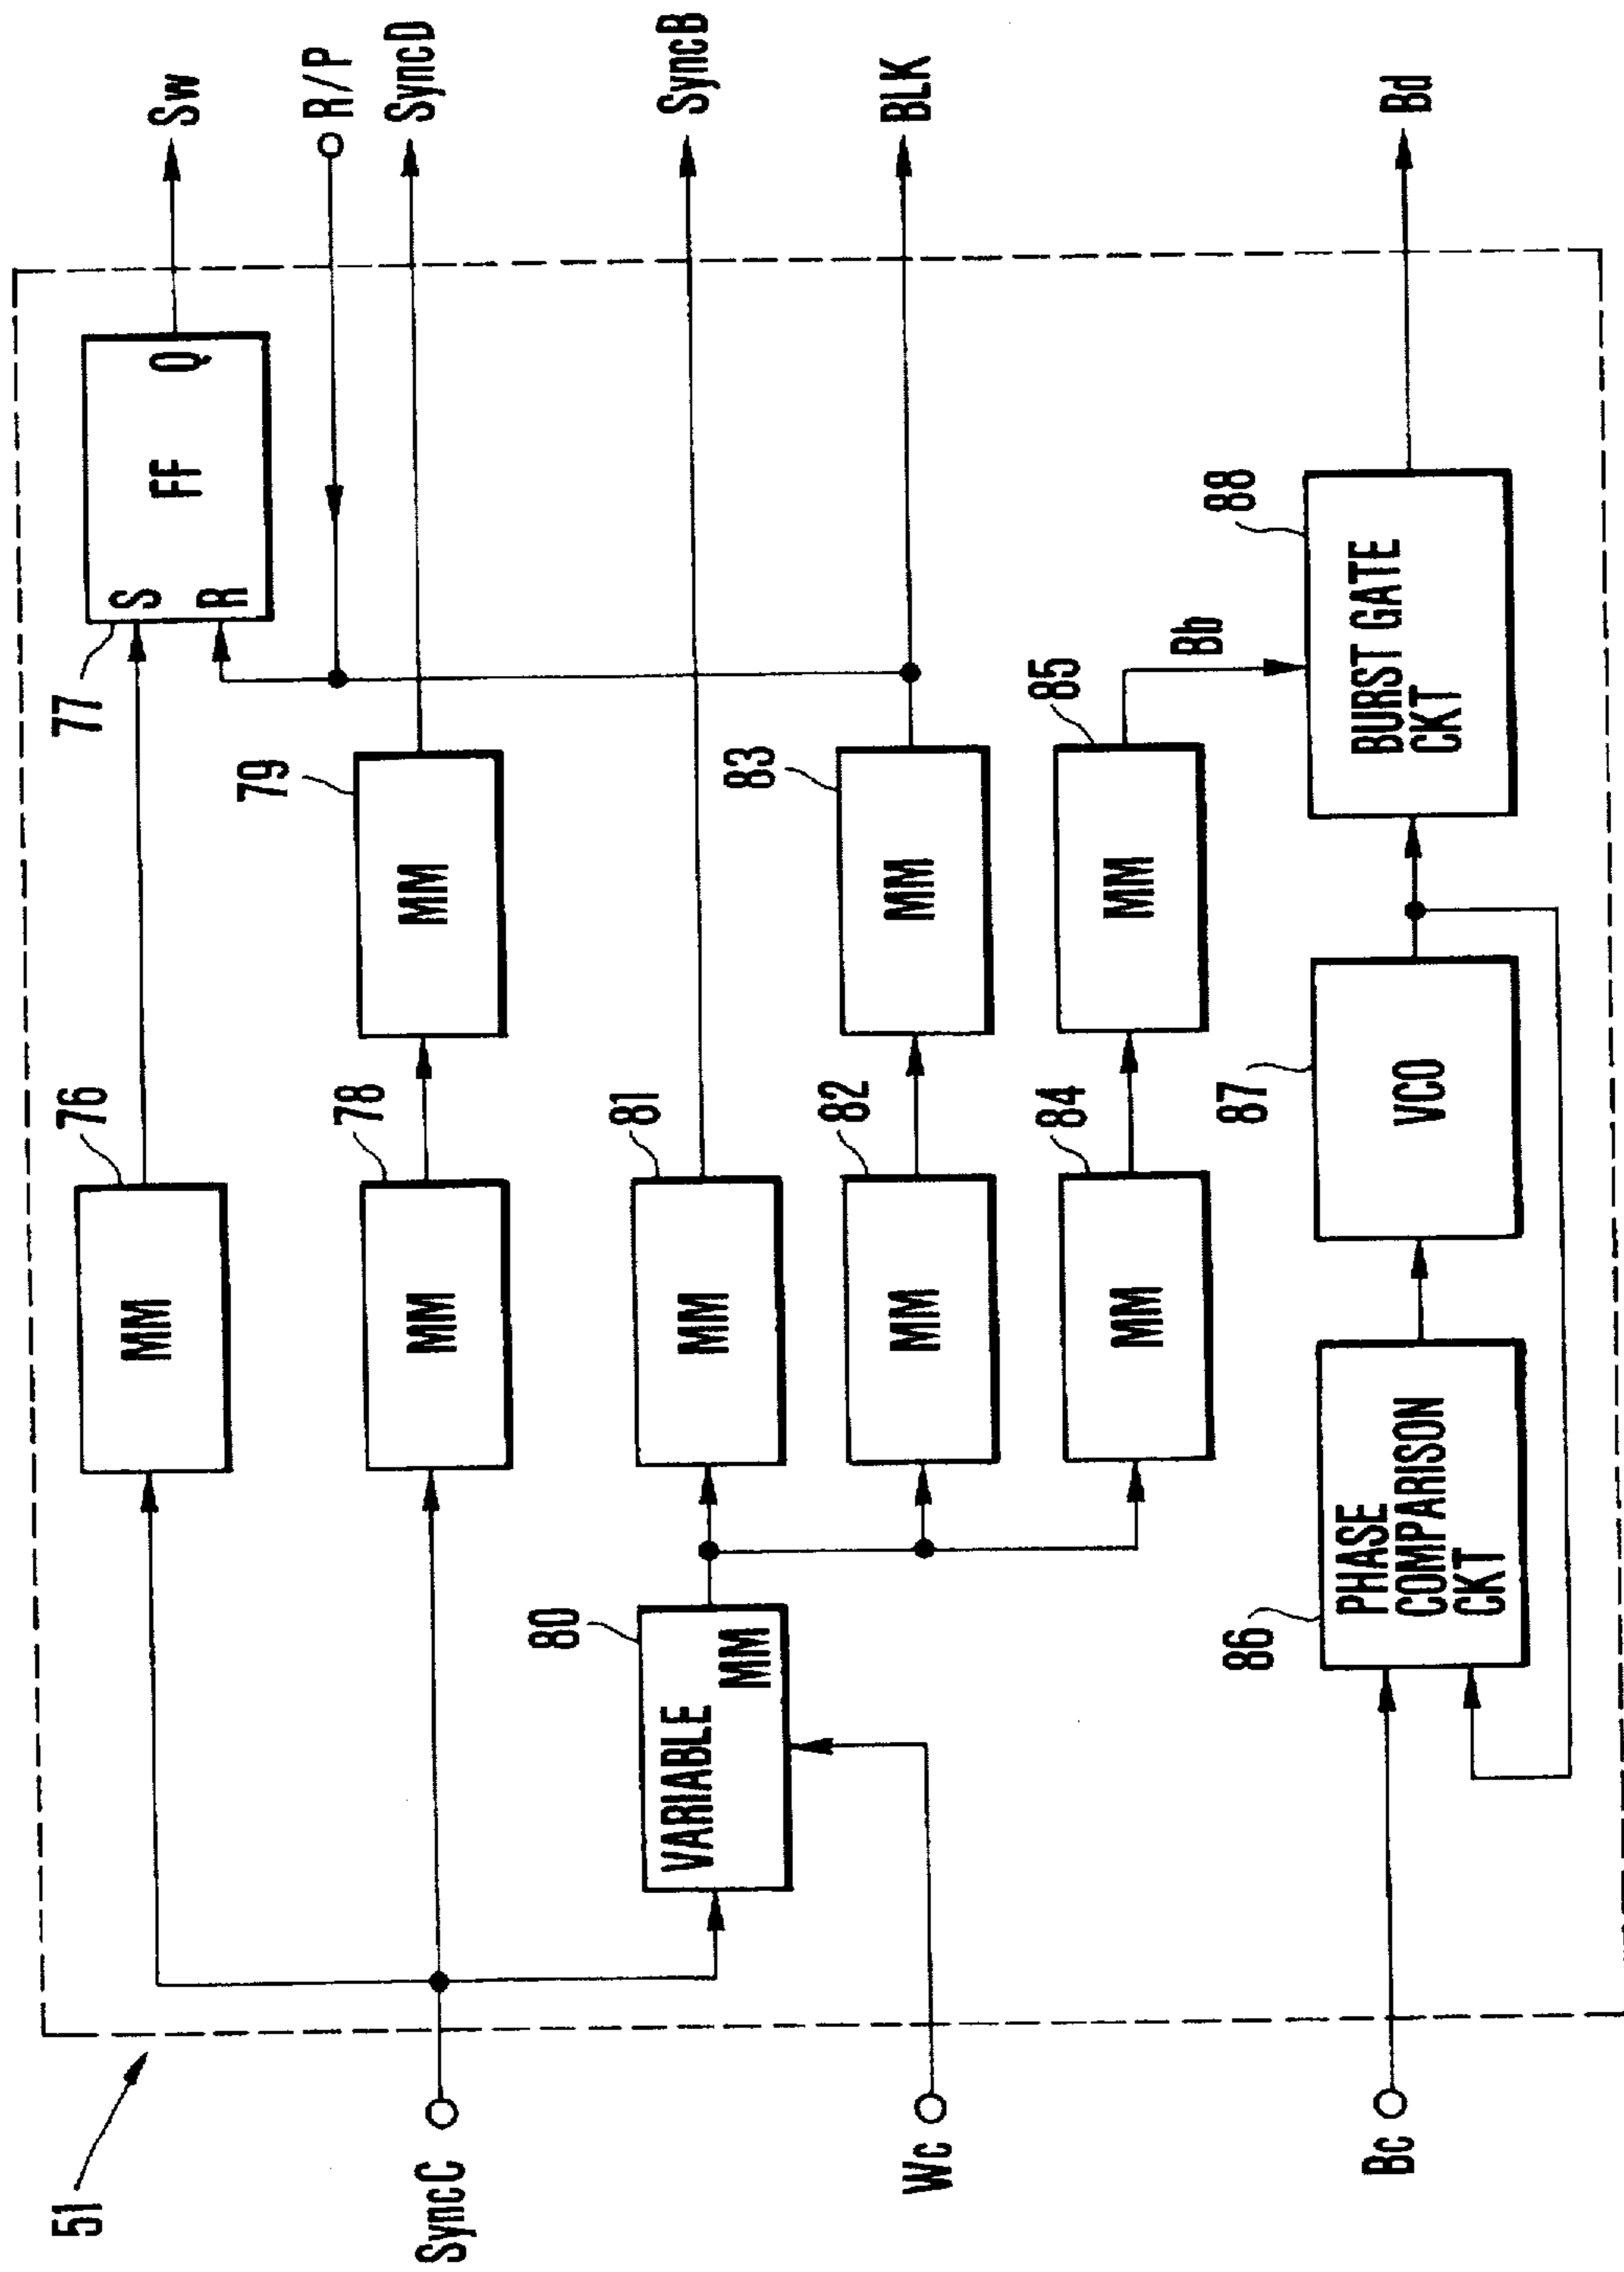 51
SyncC
Wc
Bc
76
MM
77
S
R
FF
Q
Sw
R/P
78
MM
79
MM
SyncD
80
VARIABLE
MM
81
MM
SyncB
82
MM
83
MM
BLK
84
MM
85
MM
Bb
86
PHASE
COMPARISON
CKT
87
VCO
88
BURST GATE
CKT
Bd